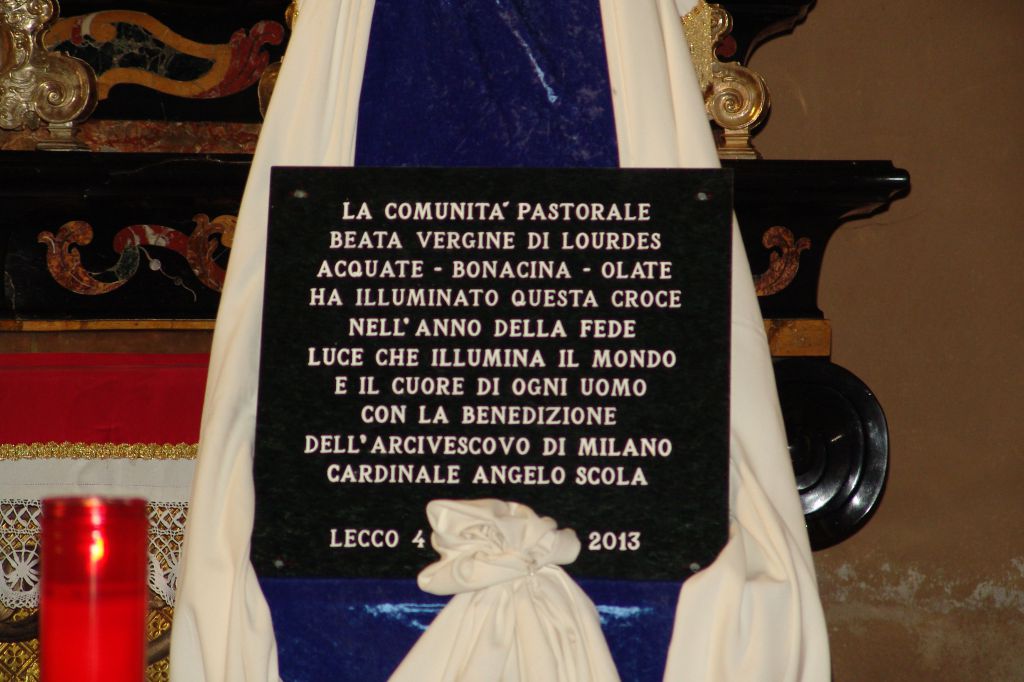 LA COMUNITA' PASTORALE
BEATA VERGINE DI LOURDES
ACQUATE - BONACINA - OLATE
HA ILLUMINATO QUESTA CROCE
NELL'ANNO DELLA FEDE
LUCE CHE ILLUMINA IL MONDO
E IL CUORE DI OGNI UOMO
CON LA BENEDIZIONE
DELL'ARCIVESCOVO DI MILANO
CARDINALE ANGELO SCOLA
LECCO 4 2013